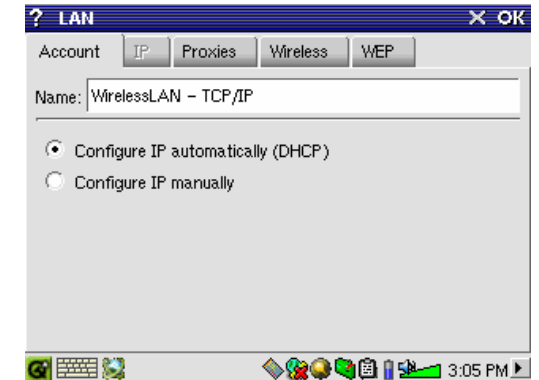 ? LAN × OK
Account IP Proxies Wireless WEP
Name: WirelessLAN – TCP/IP
Configure IP automatically (DHCP)
Configure IP manually
3:05 PM